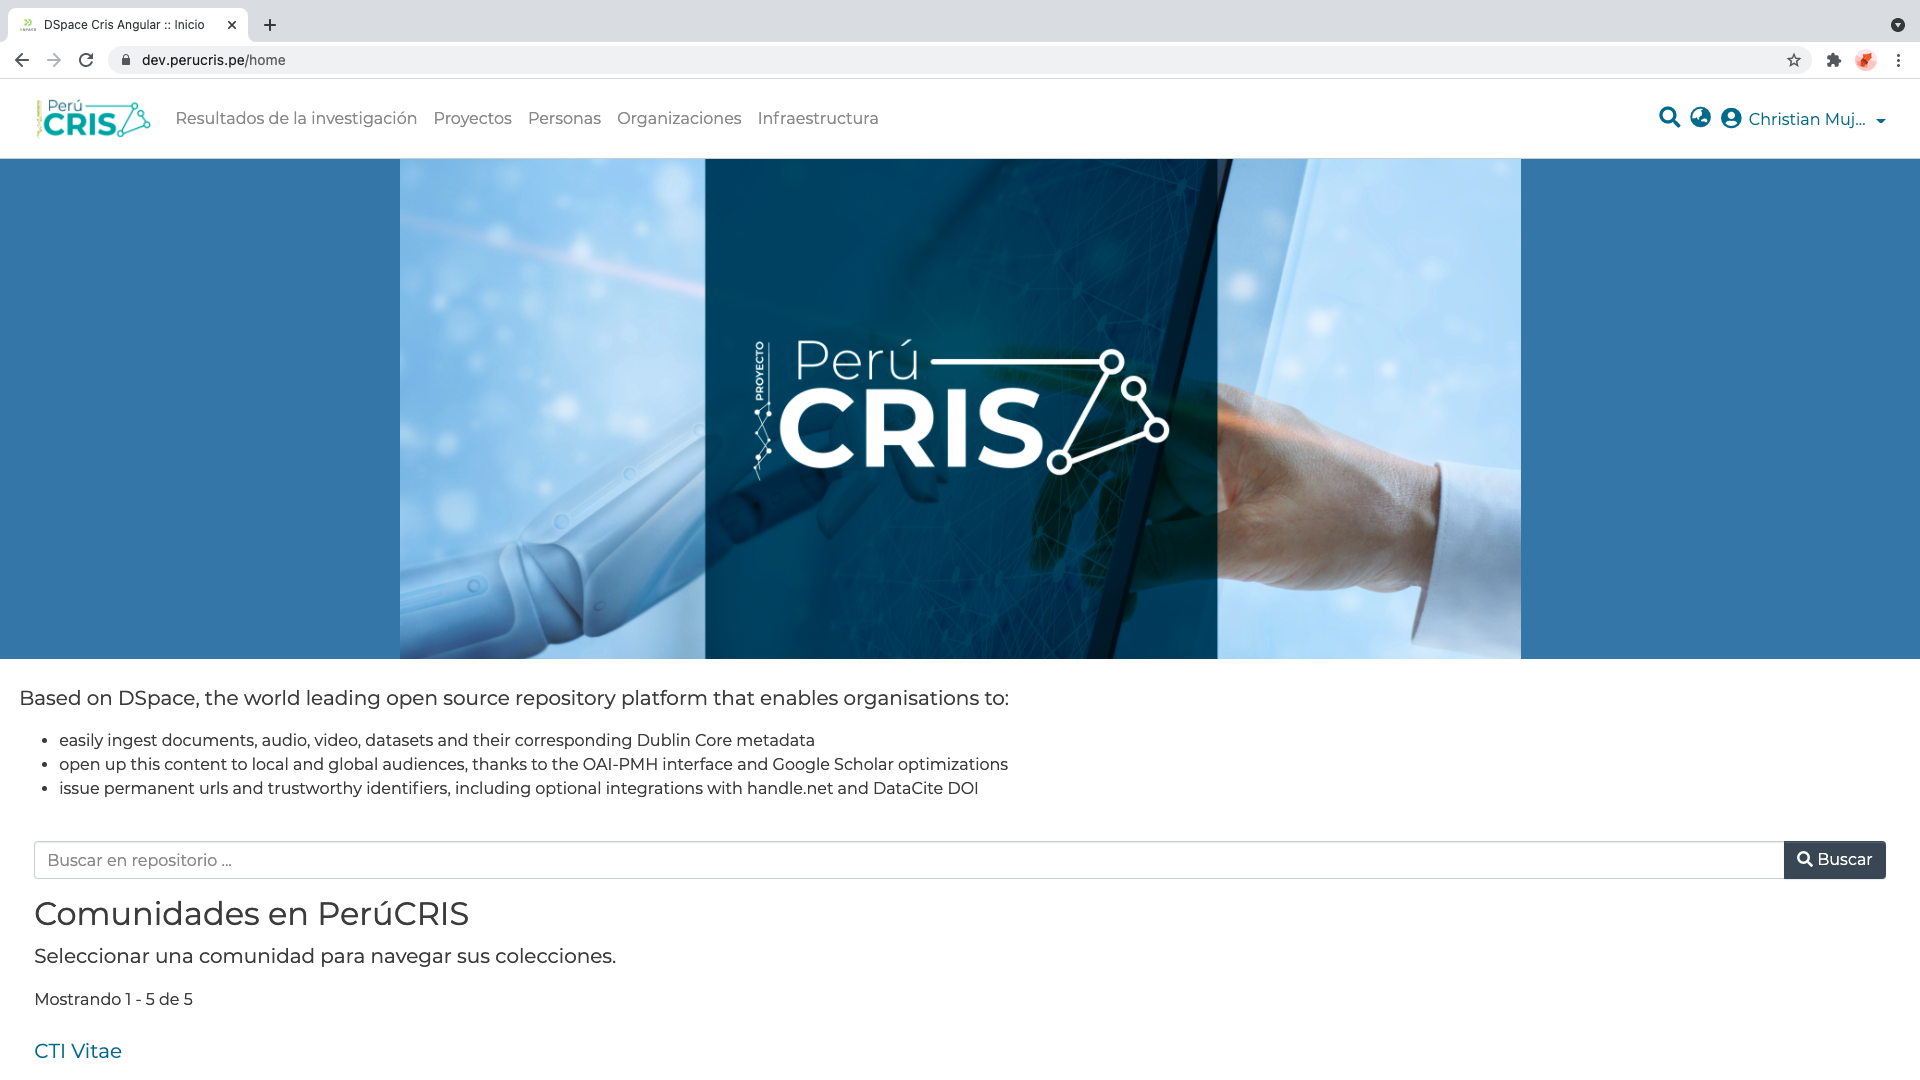 DSpace Cris Angular :: Inicio
dev.perucris.pe/home
Perú
CRIS
Resultados de la investigación Proyectos Personas Organizaciones Infraestructura
Christian Muj...
PROYECTO
Perú
CRIS
Based on DSpace, the world leading open source repository platform that enables organisations to:
• easily ingest documents, audio, video, datasets and their corresponding Dublin Core metadata
• open up this content to local and global audiences, thanks to the OAI-PMH interface and Google Scholar optimizations
• issue permanent urls and trustworthy identifiers, including optional integrations with handle.net and DataCite DOI
Buscar en repositorio ...
Buscar
Comunidades en PerúCRIS
Seleccionar una comunidad para navegar sus colecciones.
Mostrando 1 - 5 de 5
CTI Vitae